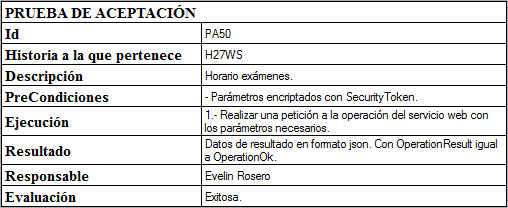 PRUEBA DE ACEPTACIÓN
Id PA50
Historia a la que pertenece H27WS
Descripción Horario exámenes.
PreCondiciones - Parámetros encriptados con SecurityToken.
Ejecución 1.- Realizar una petición a la operación del servicio web con
los parámetros necesarios.
Resultado Datos de resultado en formato json. Con OperationResult igual
a OperationOk.
Responsable Evelin Rosero
Evaluación Exitosa.